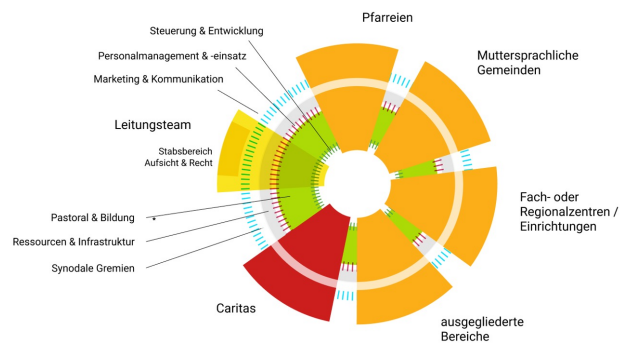 Pfarreien
Steuerung & Entwicklung
Personalmanagement & -einsatz
Marketing & Kommunikation
Muttersprachliche
Gemeinden
Leitungsteam
Stabsbereich
Aufsicht & Recht
Pastoral & Bildung
Ressourcen & Infrastruktur
Synodale Gremien
Fach- oder
Regionalzentren /
Einrichtungen
Caritas
ausgegliederte
Bereiche